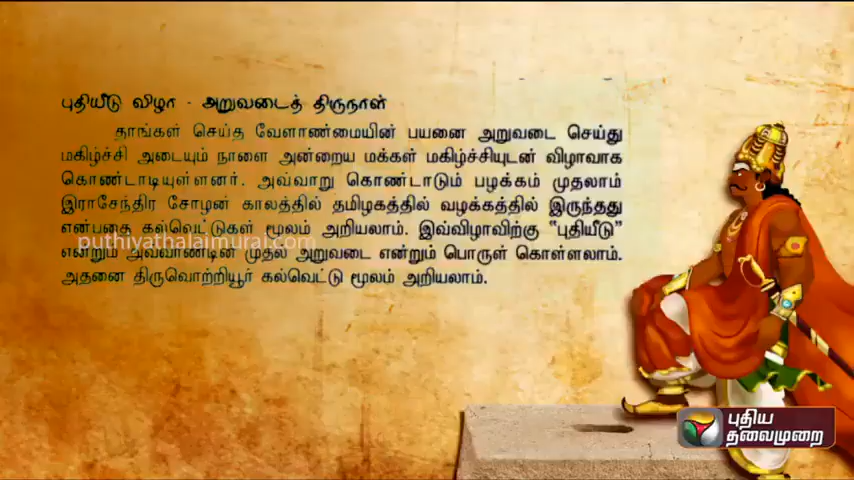 புதியீடு விழா - அறுவடைத் திருநாள்
தாங்கள் செய்த வேளாண்மையின் பயனை அறுவடை செய்து
மகிழ்ச்சி அடையும் நாளை அன்றைய மக்கள் மகிழ்ச்சியுடன் விழாவாக
கொண்டாடியுள்ளனர். அவ்வாறு கொண்டாடும் பழக்கம் முதலாம்
இராசேந்திர சோழன் காலத்தில் தமிழகத்தில் வழக்கத்தில் இருந்தது
என்பதை கல்வெட்டுகள் மூலம் அறியலாம். இவ்விழாவிற்கு "புதியீடு"
puthiyathalaimurai.com
என்றும் அவ்வாண்டின் முதல் அறுவடை என்றும் பொருள் கொள்ளலாம்.
அதனை திருவொற்றியூர் கல்வெட்டு மூலம் அறியலாம்.
புதிய
தலைமுறை